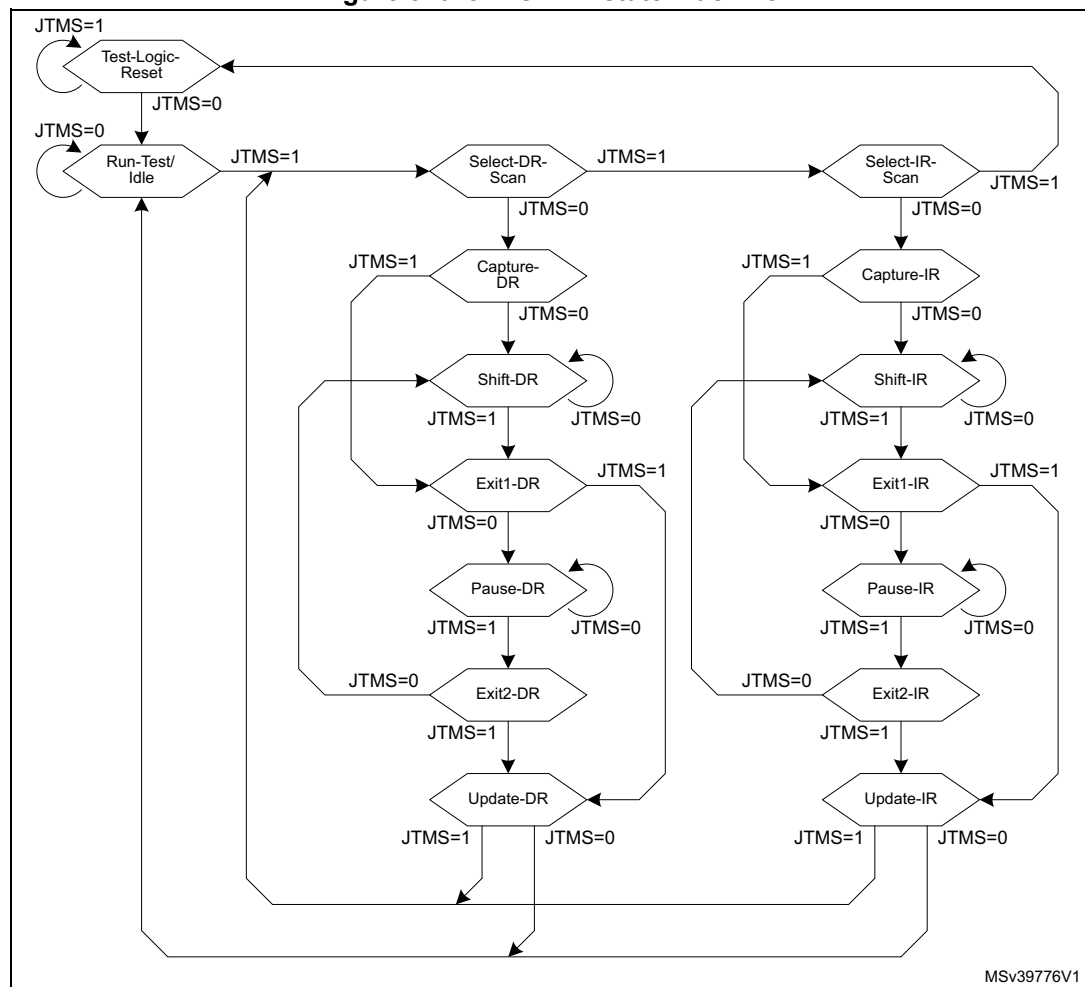 JTMS=1
Test-Logic-
Reset
JTMS=0
JTMS=0
Run-Test/
Idle
JTMS=1
Select-DR-
Scan
JTMS=1
Select-IR-
Scan
JTMS=1
JTMS=0
JTMS=0
JTMS=1
Capture-
DR
JTMS=1
Capture-IR
JTMS=0
JTMS=0
Shift-DR
Shift-IR
JTMS=1
JTMS=0
JTMS=1
JTMS=0
Exit1-DR
JTMS=1
Exit1-IR
JTMS=1
JTMS=0
JTMS=0
Pause-DR
Pause-IR
JTMS=1
JTMS=0
JTMS=1
JTMS=0
JTMS=0
Exit2-DR
JTMS=0
Exit2-IR
JTMS=1
JTMS=1
Update-DR
Update-IR
JTMS=1
JTMS=0
JTMS=1
JTMS=0
MSv39776V1